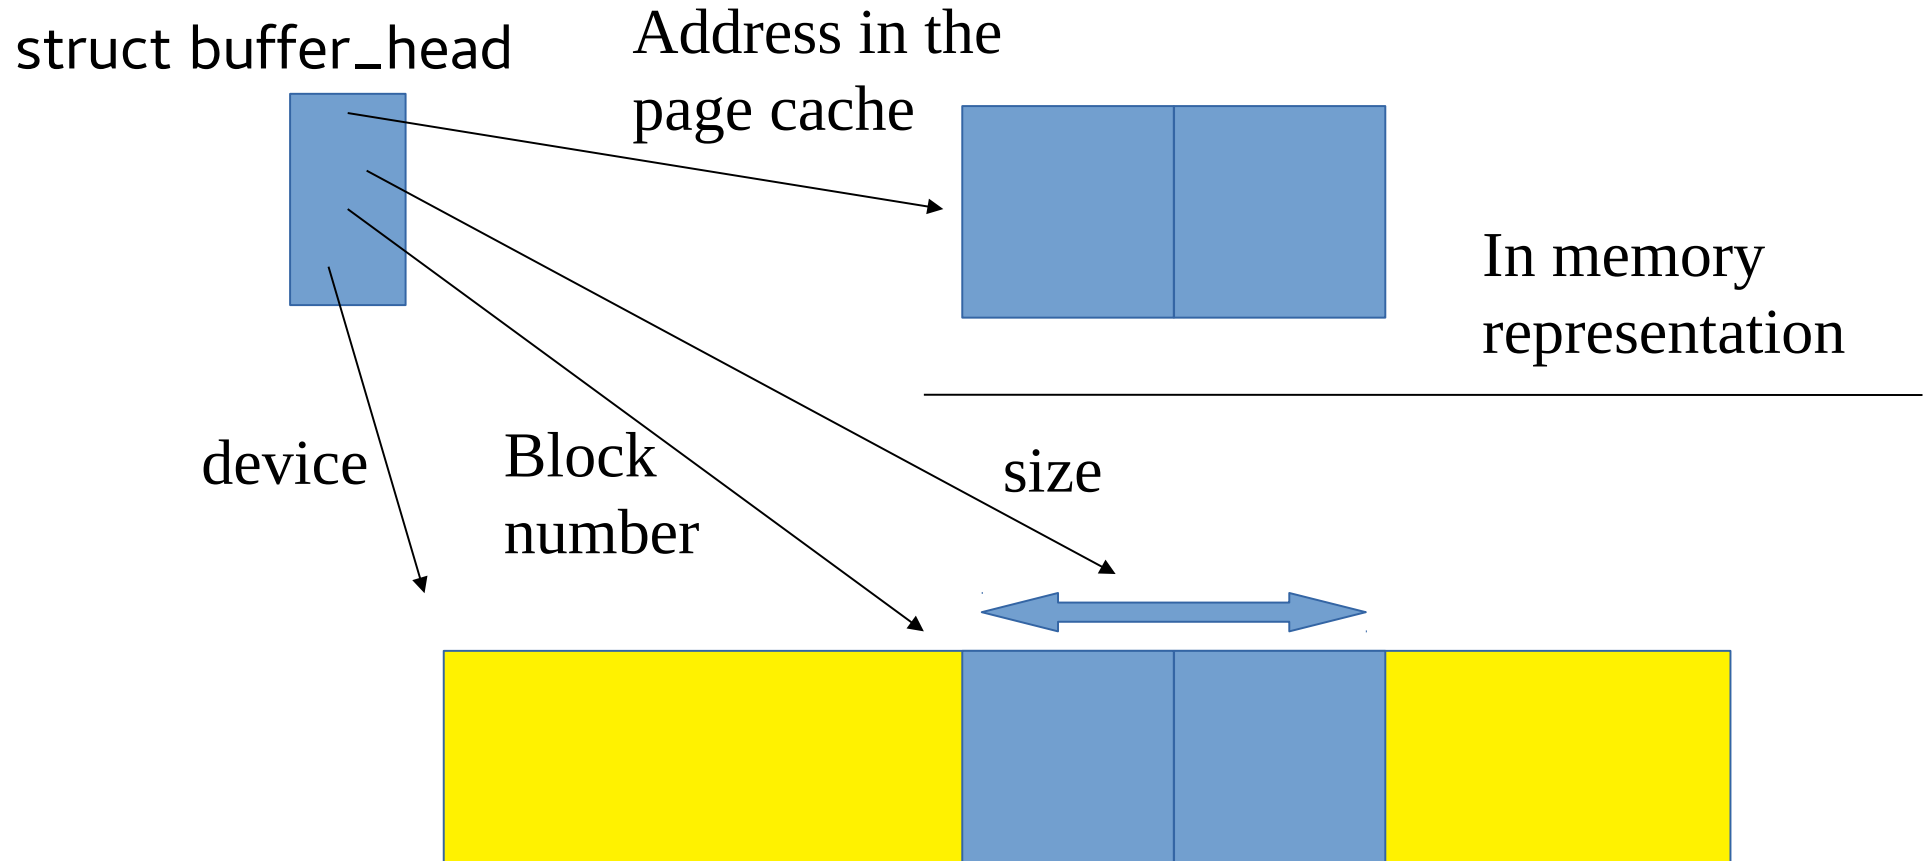 struct buffer_head
Address in the
page cache
In memory
representation
device
Block
number
size